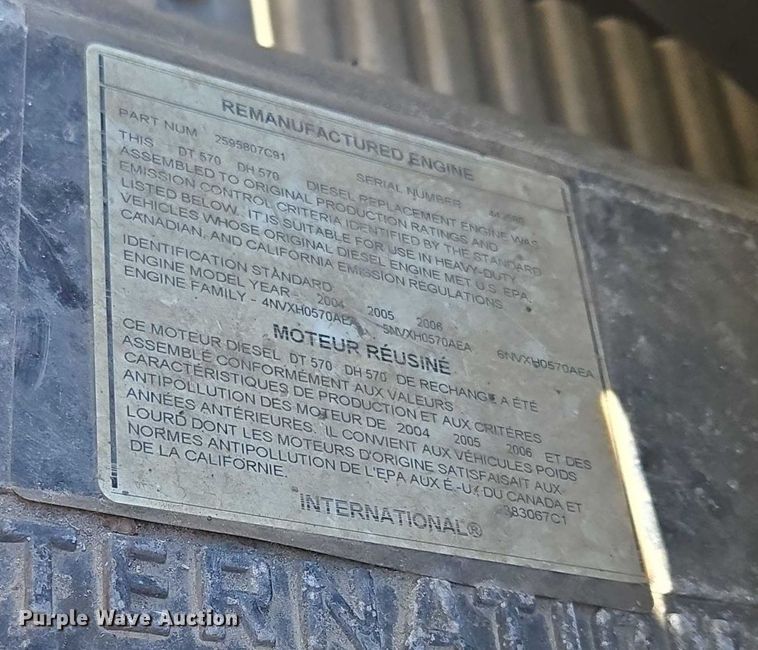 REMANUFACTURED ENGINE
PART NUM 2595807C91 SERIAL NUMBER
THIS DT 570 DH 570 DIESEL REPLACEMENT ENGINE WAS
ASSEMBLED TO ORIGINAL PRODUCTION RATINGS AND
EMISSION CONTROL CRITERIA IDENTIFIED BY THE STANDARD
LISTED BELOW. IT IS SUITABLE FOR USE IN HEAVY-DUTY
VEHICLES WHOSE ORIGINAL DIESEL ENGINE MET U.S. EPA,
CANADIAN, AND CALIFORNIA EMISSION REGULATIONS
IDENTIFICATION STANDARD
ENGINE MODEL YEAR - 2004 2005 2006
ENGINE FAMILY - 4NVXH0570AEA 5NVXH0570AEA 6NVXH0570AEA
MOTEUR RÉUSINÉ
CE MOTEUR DIESEL DT 570 DH 570 DE RECHANGE A ÉTÉ
ASSEMBLÉ CONFORMÉMENT AUX VALEURS
CARACTÉRISTIQUES DE PRODUCTION ET AUX CRITÉRES
ANTIPOLLUTION DES MOTEUR DE 2004 2005 2006 ET DES
ANNÉES ANTÉRIEURES. IL CONVIENT AUX VÉHICULES POIDS
LOURD DONT LES MOTEURS D'ORIGINE SATISFAISAIT AUX
NORMES ANTIPOLLUTION DE L'EPA AUX É.-U. DU CANADA ET
DE LA CALIFORNIE. 383067C1
INTERNATIONAL®
TERNATI
Purple Wave Auction